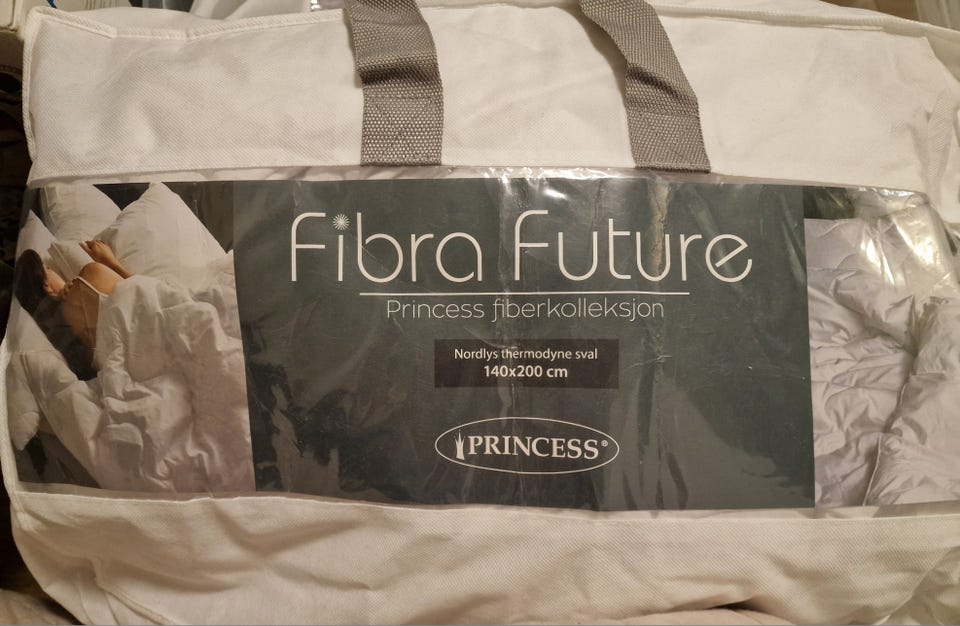 Fibra Future
Princess fiberkolleksjon
Nordlys thermodyne sval
140x200 cm
PRINCESS®